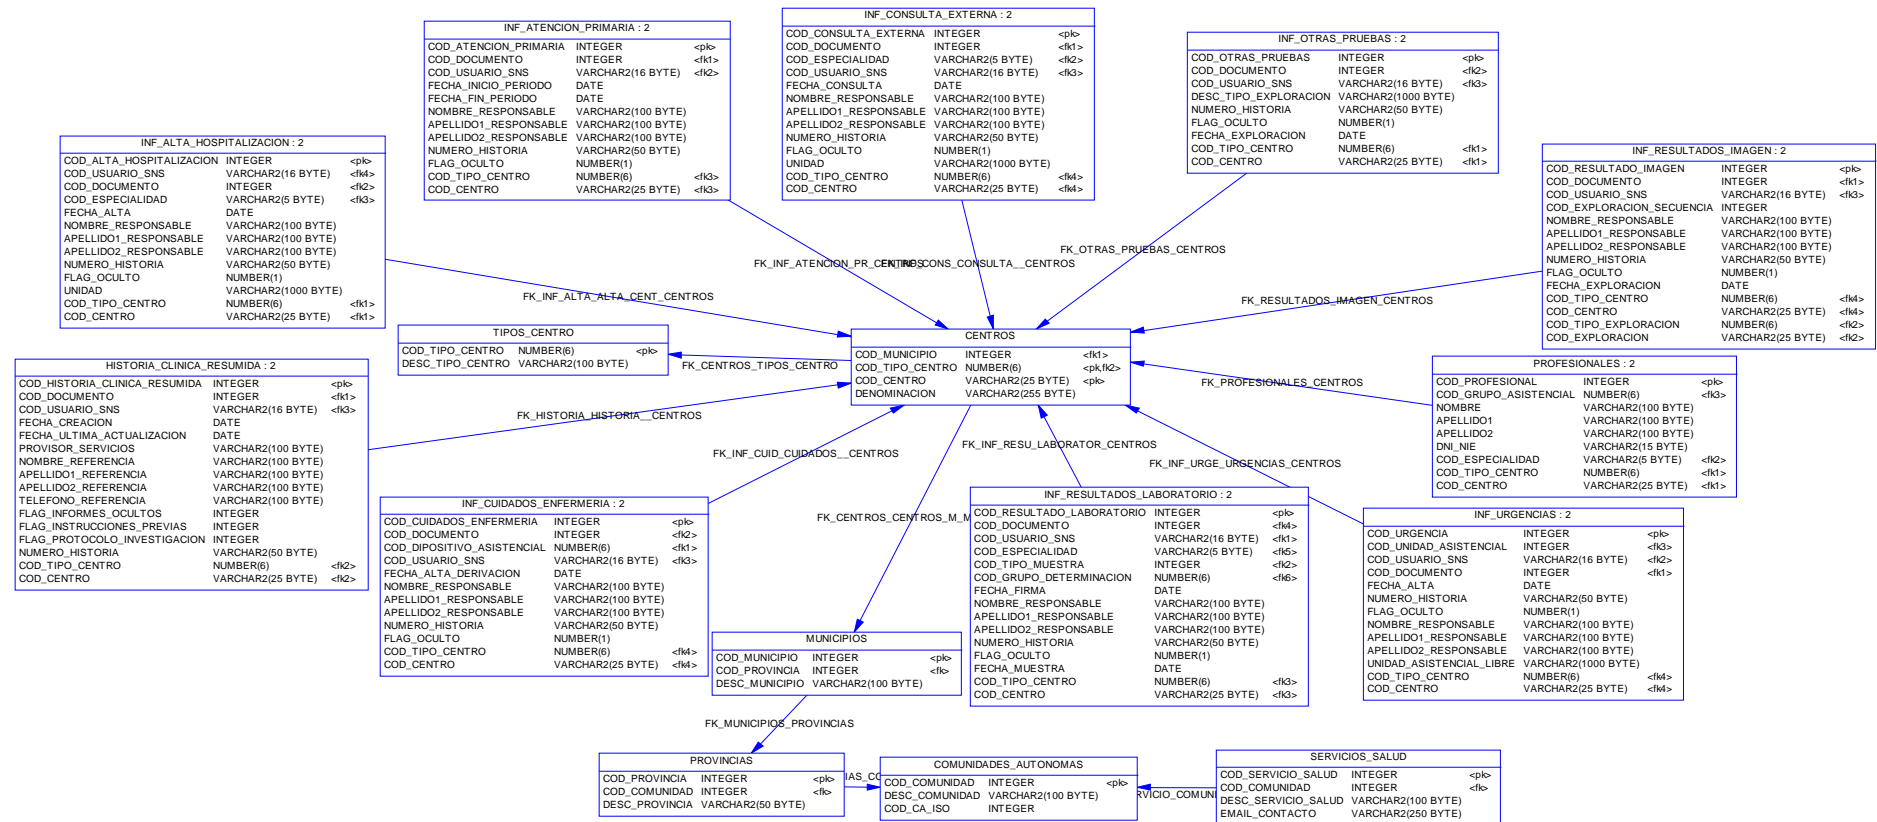 INF_ATENCION_PRIMARIA : 2
COD_ATENCION_PRIMARIA INTEGER <pk>
COD_DOCUMENTO INTEGER <fk1>
COD_USUARIO_SNS VARCHAR2(16 BYTE) <fk2>
FECHA_INICIO_PERIODO DATE
FECHA_FIN_PERIODO DATE
NOMBRE_RESPONSABLE VARCHAR2(100 BYTE)
APELLIDO1_RESPONSABLE VARCHAR2(100 BYTE)
APELLIDO2_RESPONSABLE VARCHAR2(100 BYTE)
NUMERO_HISTORIA VARCHAR2(50 BYTE)
FLAG_OCULTO NUMBER(1)
COD_TIPO_CENTRO NUMBER(6) <fk3>
COD_CENTRO VARCHAR2(25 BYTE) <fk3>
INF_CONSULTA_EXTERNA : 2
COD_CONSULTA_EXTERNA INTEGER <pk>
COD_DOCUMENTO INTEGER <fk1>
COD_ESPECIALIDAD VARCHAR2(5 BYTE) <fk2>
COD_USUARIO_SNS VARCHAR2(16 BYTE) <fk3>
FECHA_CONSULTA DATE
NOMBRE_RESPONSABLE VARCHAR2(100 BYTE)
APELLIDO1_RESPONSABLE VARCHAR2(100 BYTE)
APELLIDO2_RESPONSABLE VARCHAR2(100 BYTE)
NUMERO_HISTORIA VARCHAR2(50 BYTE)
FLAG_OCULTO NUMBER(1)
UNIDAD VARCHAR2(1000 BYTE)
COD_TIPO_CENTRO NUMBER(6) <fk4>
COD_CENTRO VARCHAR2(25 BYTE) <fk4>
INF_OTRAS_PRUEBAS : 2
COD_OTRAS_PRUEBAS INTEGER <pk>
COD_DOCUMENTO INTEGER <fk2>
COD_USUARIO_SNS VARCHAR2(16 BYTE) <fk3>
DESC_TIPO_EXPLORACION VARCHAR2(1000 BYTE)
NUMERO_HISTORIA VARCHAR2(50 BYTE)
FLAG_OCULTO NUMBER(1)
FECHA_EXPLORACION DATE
COD_TIPO_CENTRO NUMBER(6) <fk1>
COD_CENTRO VARCHAR2(25 BYTE) <fk1>
INF_ALTA_HOSPITALIZACION : 2
COD_ALTA_HOSPITALIZACION INTEGER <pk>
COD_USUARIO_SNS VARCHAR2(16 BYTE) <fk4>
COD_DOCUMENTO INTEGER <fk2>
COD_ESPECIALIDAD VARCHAR2(5 BYTE) <fk3>
FECHA_ALTA DATE
NOMBRE_RESPONSABLE VARCHAR2(100 BYTE)
APELLIDO1_RESPONSABLE VARCHAR2(100 BYTE)
APELLIDO2_RESPONSABLE VARCHAR2(100 BYTE)
NUMERO_HISTORIA VARCHAR2(50 BYTE)
FLAG_OCULTO NUMBER(1)
UNIDAD VARCHAR2(1000 BYTE)
COD_TIPO_CENTRO NUMBER(6) <fk1>
COD_CENTRO VARCHAR2(25 BYTE) <fk1>
INF_RESULTADOS_IMAGEN : 2
COD_RESULTADO_IMAGEN INTEGER <pk>
COD_DOCUMENTO INTEGER <fk1>
COD_USUARIO_SNS VARCHAR2(16 BYTE) <fk3>
COD_EXPLORACION_SECUENCIA INTEGER
NOMBRE_RESPONSABLE VARCHAR2(100 BYTE)
APELLIDO1_RESPONSABLE VARCHAR2(100 BYTE)
APELLIDO2_RESPONSABLE VARCHAR2(100 BYTE)
NUMERO_HISTORIA VARCHAR2(50 BYTE)
FLAG_OCULTO NUMBER(1)
FECHA_EXPLORACION DATE
COD_TIPO_CENTRO NUMBER(6) <fk4>
COD_CENTRO VARCHAR2(25 BYTE) <fk4>
COD_TIPO_EXPLORACION NUMBER(6) <fk2>
COD_EXPLORACION VARCHAR2(25 BYTE) <fk2>
FK_OTRAS_PRUEBAS_CENTROS
FK_INF_ATENCION_PR_CENTROS
CONS_CONSULTA__CENTROS
FK_INF_ALTA_ALTA_CENT_CENTROS
FK_RESULTADOS_IMAGEN_CENTROS
TIPOS_CENTRO
COD_TIPO_CENTRO NUMBER(6) <pk>
DESC_TIPO_CENTRO VARCHAR2(100 BYTE)
FK_CENTROS_TIPOS_CENTRO
CENTROS
COD_MUNICIPIO INTEGER <fk1>
COD_TIPO_CENTRO NUMBER(6) <pk,fk2>
COD_CENTRO VARCHAR2(25 BYTE) <pk>
DENOMINACION VARCHAR2(255 BYTE)
HISTORIA_CLINICA_RESUMIDA : 2
COD_HISTORIA_CLINICA_RESUMIDA INTEGER <pk>
COD_DOCUMENTO INTEGER <fk1>
COD_USUARIO_SNS VARCHAR2(16 BYTE) <fk3>
FECHA_CREACION DATE
FECHA_ULTIMA_ACTUALIZACION DATE
PROVISOR_SERVICIOS VARCHAR2(100 BYTE)
NOMBRE_REFERENCIA VARCHAR2(100 BYTE)
APELLIDO1_REFERENCIA VARCHAR2(100 BYTE)
APELLIDO2_REFERENCIA VARCHAR2(100 BYTE)
TELEFONO_REFERENCIA VARCHAR2(100 BYTE)
FLAG_INFORMES_OCULTOS INTEGER
FLAG_INSTRUCCIONES_PREVIAS INTEGER
FLAG_PROTOCOLO_INVESTIGACION INTEGER
NUMERO_HISTORIA VARCHAR2(50 BYTE)
COD_TIPO_CENTRO NUMBER(6) <fk2>
COD_CENTRO VARCHAR2(25 BYTE) <fk2>
PROFESIONALES : 2
COD_PROFESIONAL INTEGER <pk>
COD_GRUPO_ASISTENCIAL NUMBER(6) <fk3>
NOMBRE VARCHAR2(100 BYTE)
APELLIDO1 VARCHAR2(100 BYTE)
APELLIDO2 VARCHAR2(100 BYTE)
DNI_NIE VARCHAR2(15 BYTE)
COD_ESPECIALIDAD VARCHAR2(5 BYTE) <fk2>
COD_TIPO_CENTRO NUMBER(6) <fk1>
COD_CENTRO VARCHAR2(25 BYTE) <fk1>
FK_PROFESIONALES_CENTROS
FK_HISTORIA_HISTORIA__CENTROS
FK_INF_RESU_LABORATOR_CENTROS
FK_INF_CUID_CUIDADOS__CENTROS
FK_INF_URGE_URGENCIAS_CENTROS
FK_CENTROS_CENTROS_M_M
INF_CUIDADOS_ENFERMERIA : 2
COD_CUIDADOS_ENFERMERIA INTEGER <pk>
COD_DOCUMENTO INTEGER <fk2>
COD_DIPOSITIVO_ASISTENCIAL NUMBER(6) <fk1>
COD_USUARIO_SNS VARCHAR2(16 BYTE) <fk3>
FECHA_ALTA_DERIVACION DATE
NOMBRE_RESPONSABLE VARCHAR2(100 BYTE)
APELLIDO1_RESPONSABLE VARCHAR2(100 BYTE)
APELLIDO2_RESPONSABLE VARCHAR2(100 BYTE)
NUMERO_HISTORIA VARCHAR2(50 BYTE)
FLAG_OCULTO NUMBER(1)
COD_TIPO_CENTRO NUMBER(6) <fk4>
COD_CENTRO VARCHAR2(25 BYTE) <fk4>
INF_RESULTADOS_LABORATORIO : 2
COD_RESULTADO_LABORATORIO INTEGER <pk>
COD_DOCUMENTO INTEGER <fk4>
COD_USUARIO_SNS VARCHAR2(16 BYTE) <fk1>
COD_ESPECIALIDAD VARCHAR2(5 BYTE) <fk5>
COD_TIPO_MUESTRA INTEGER <fk2>
COD_GRUPO_DETERMINACION NUMBER(6) <fk6>
FECHA_FIRMA DATE
NOMBRE_RESPONSABLE VARCHAR2(100 BYTE)
APELLIDO1_RESPONSABLE VARCHAR2(100 BYTE)
APELLIDO2_RESPONSABLE VARCHAR2(100 BYTE)
NUMERO_HISTORIA VARCHAR2(50 BYTE)
FLAG_OCULTO NUMBER(1)
FECHA_MUESTRA DATE
COD_TIPO_CENTRO NUMBER(6) <fk3>
COD_CENTRO VARCHAR2(25 BYTE) <fk3>
INF_URGENCIAS : 2
COD_URGENCIA INTEGER <pk>
COD_UNIDAD_ASISTENCIAL INTEGER <fk3>
COD_USUARIO_SNS VARCHAR2(16 BYTE) <fk2>
COD_DOCUMENTO INTEGER <fk1>
FECHA_ALTA DATE
NUMERO_HISTORIA VARCHAR2(50 BYTE)
FLAG_OCULTO NUMBER(1)
NOMBRE_RESPONSABLE VARCHAR2(100 BYTE)
APELLIDO1_RESPONSABLE VARCHAR2(100 BYTE)
APELLIDO2_RESPONSABLE VARCHAR2(100 BYTE)
UNIDAD_ASISTENCIAL_LIBRE VARCHAR2(1000 BYTE)
COD_TIPO_CENTRO NUMBER(6) <fk4>
COD_CENTRO VARCHAR2(25 BYTE) <fk4>
MUNICIPIOS
COD_MUNICIPIO INTEGER <pk>
COD_PROVINCIA INTEGER <fk>
DESC_MUNICIPIO VARCHAR2(100 BYTE)
FK_MUNICIPIOS_PROVINCIAS
PROVINCIAS
COD_PROVINCIA INTEGER <pk>
COD_COMUNIDAD INTEGER <fk>
DESC_PROVINCIA VARCHAR2(50 BYTE)
IAS_CO
COMUNIDADES_AUTONOMAS
COD_COMUNIDAD INTEGER <pk>
DESC_COMUNIDAD VARCHAR2(100 BYTE)
COD_CA_ISO INTEGER
RVICIO_COMUNI
SERVICIOS_SALUD
COD_SERVICIO_SALUD INTEGER <pk>
COD_COMUNIDAD INTEGER <fk>
DESC_SERVICIO_SALUD VARCHAR2(100 BYTE)
EMAIL_CONTACTO VARCHAR2(250 BYTE)